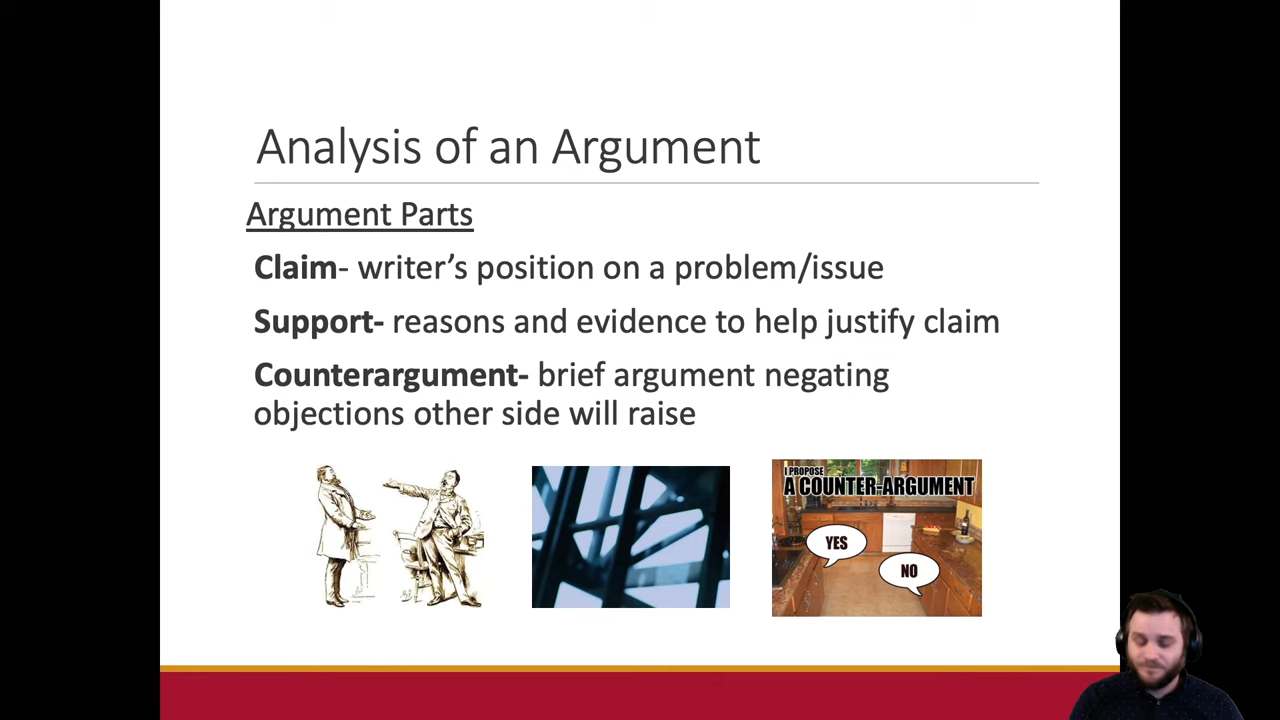 Analysis of an Argument
Argument Parts
Claim- writer’s position on a problem/issue
Support- reasons and evidence to help justify claim
Counterargument- brief argument negating
objections other side will raise
I PROPOSE
A COUNTER-ARGUMENT
YES
NO